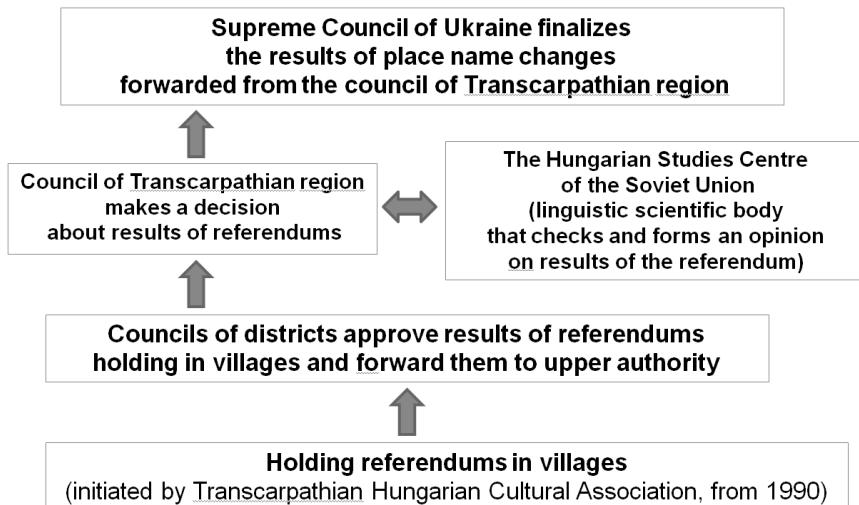 Supreme Council of Ukraine finalizes
the results of place name changes
forwarded from the council of Transcarpathian region
Council of Transcarpathian region
makes a decision
about results of referendums
The Hungarian Studies Centre
of the Soviet Union
(linguistic scientific body
that checks and forms an opinion
on results of the referendum)
Councils of districts approve results of referendums
holding in villages and forward them to upper authority
Holding referendums in villages
(initiated by Transcarpathian Hungarian Cultural Association, from 1990)